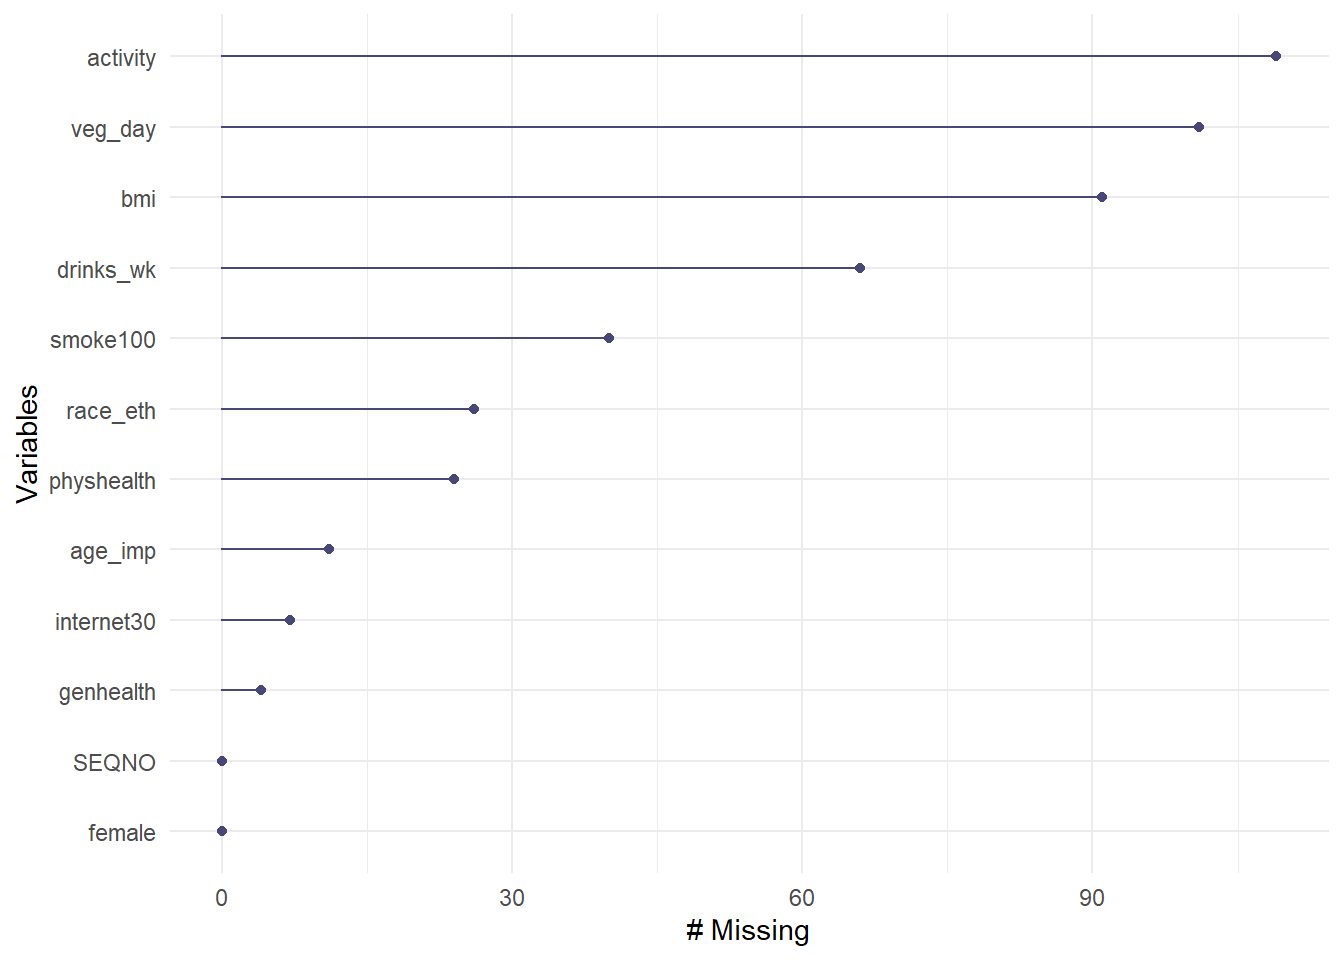 activity
veg_day
bmi
drinks_wk
smoke100
race_eth
physhealth
age_imp
internet30
genhealth
SEQNO
female
Variables
0 30 60 90
# Missing